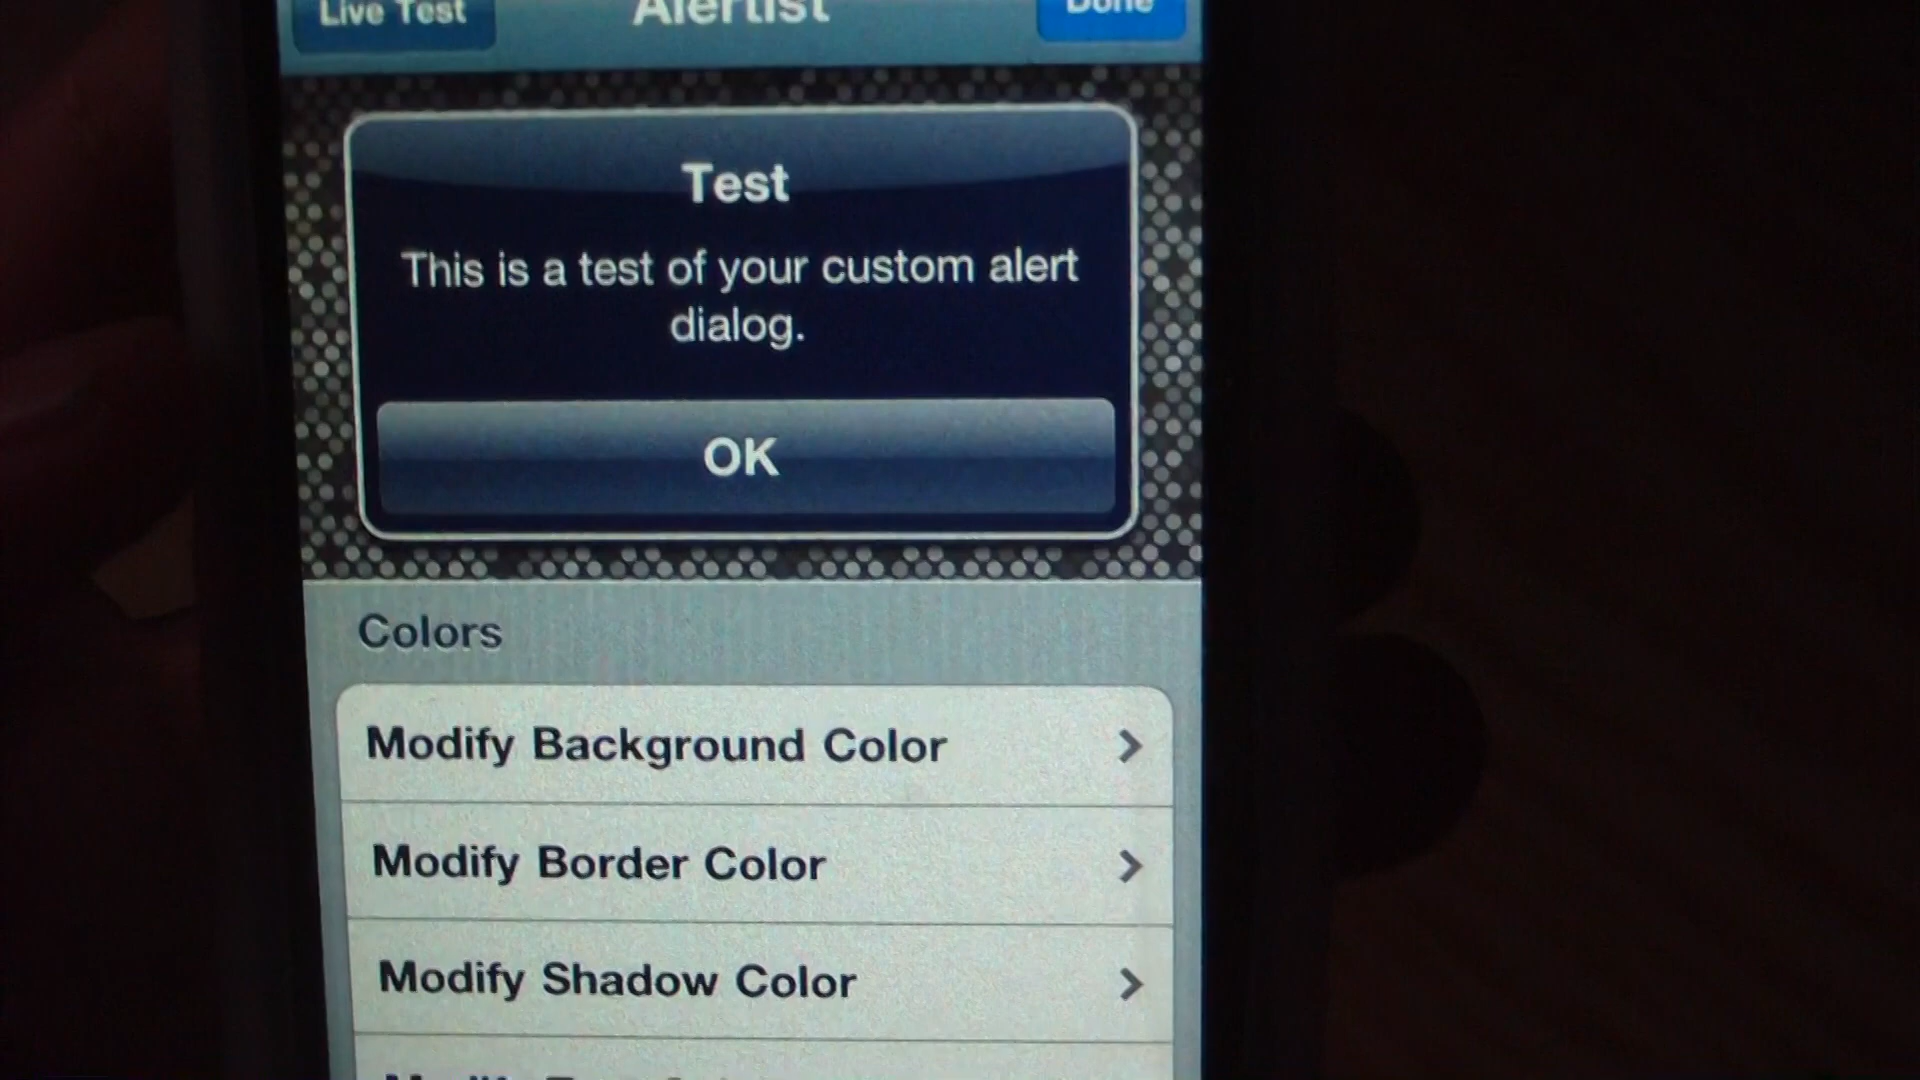 Live Test
Alertist
Done
Test
This is a test of your custom alert
dialog.
OK
Colors
Modify Background Color
Modify Border Color
Modify Shadow Color